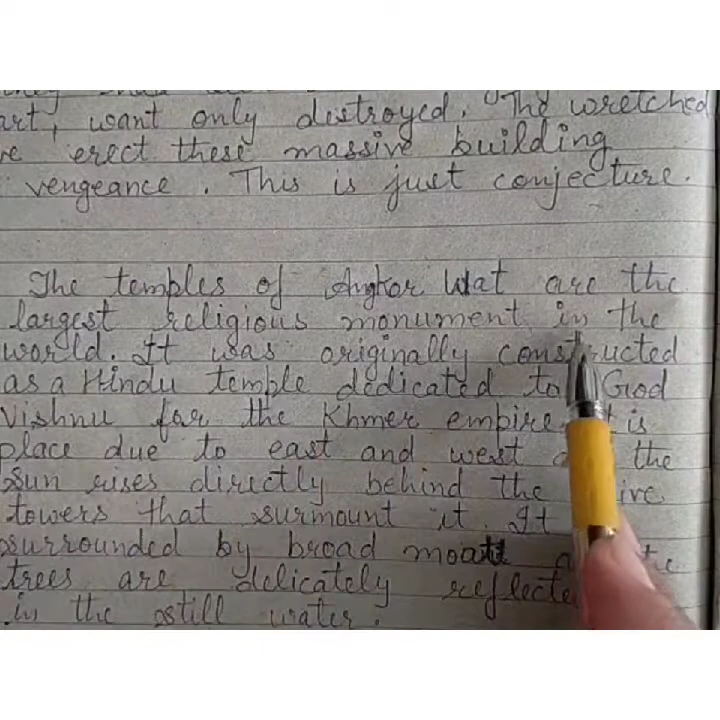 art, want only destroyed. "The wretched
erect these massive building
vengeance. This is just conjecture.
The temples of Angkor Wat are the
largest religious monument in the
world. It was originally constructed
as a Hindu temple dedicated to God
Vishnu far the Khmer empire. It is
place due to east and west the
Sun rises directly behind the
towers that surmount it. It
surrounded by broad moat
trees are delicately
in the still water.